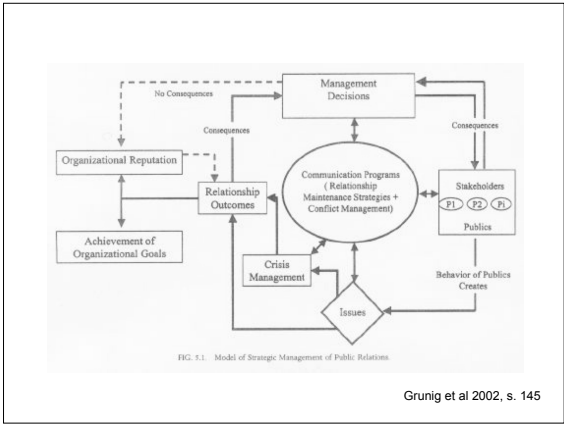 Management
Decisions
No Consequences
Consequences
Consequences
Organizational Reputation
Relationship
Outcomes
Communication Programs
( Relationship
Maintenance Strategies +
Conflict Management)
Stakeholders
P1 P2 Pi
Publics
Achievement of
Organizational Goals
Crisis
Management
Behavior of Publics
Creates
Issues
FIG. 5.1. Model of Strategic Management of Public Relations.
Grunig et al 2002, s. 145